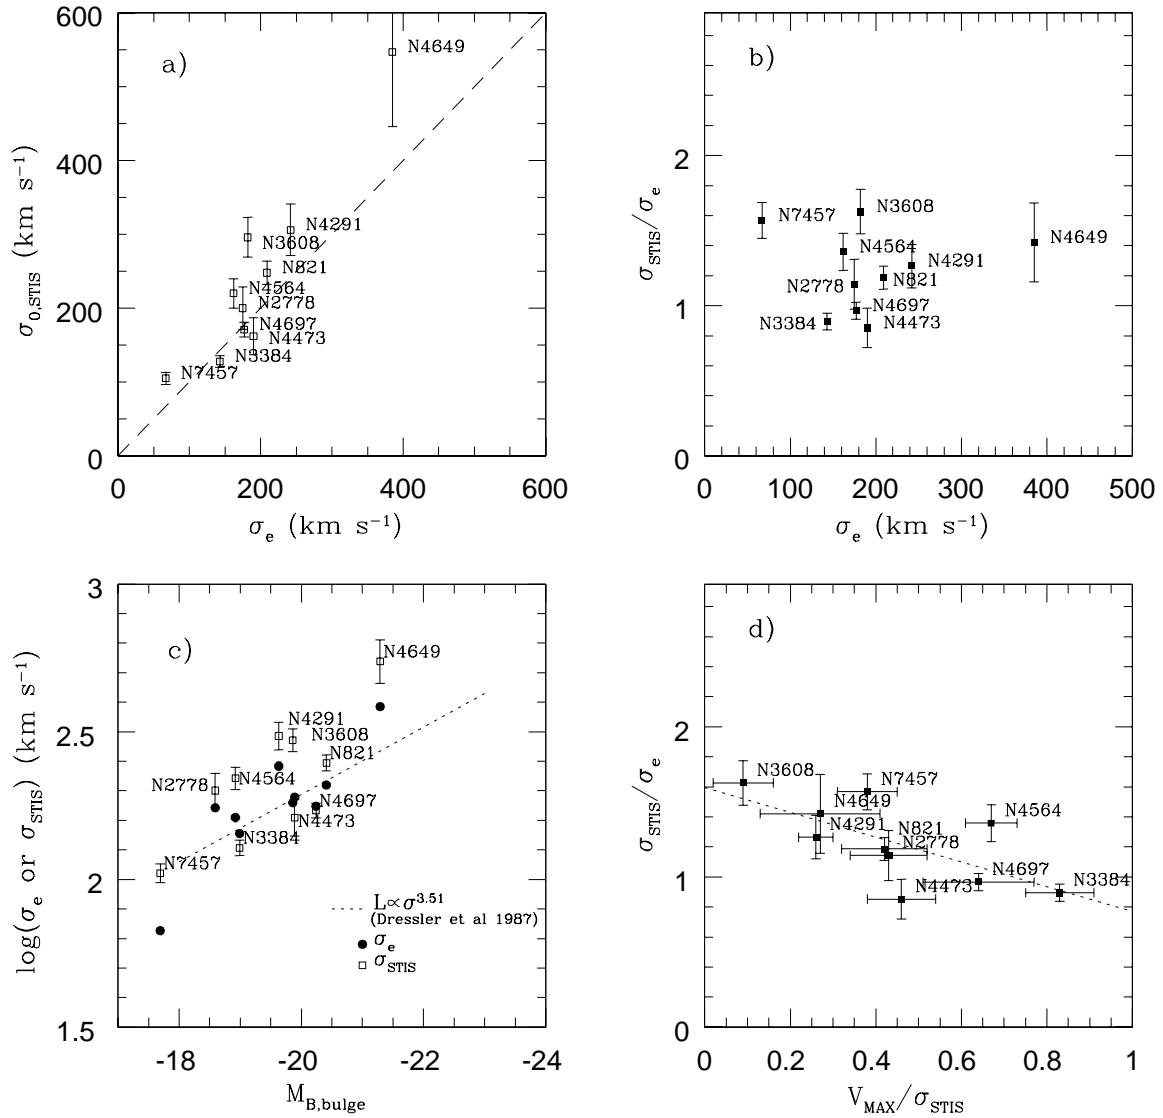 600
400
200
0
0 200 400 600
σ0,STIS (km s−1)
σe (km s−1)
a)
N4649
N4291
N3608
N821
N4564
N2778
N4697
N4473
N3384
N7457
2
1
0
0 100 200 300 400 500
σSTIS/σe
σe (km s−1)
b)
N7457
N3608
N4564
N4649
N4291
N2778
N821
N4697
N3384
N4473
3
2.5
2
1.5
-18 -20 -22 -24
log(σe or σSTIS) (km s−1)
MB,bulge
c)
N4649
N4291
N3608
N821
N2778
N4564
N4697
N4473
N3384
N7457
L∝σ3.51
(Dressler et al 1987)
σe
σSTIS
2
1
0
0 0.2 0.4 0.6 0.8 1
σSTIS/σe
VMAX/σSTIS
d)
N3608
N7457
N4649
N4564
N4291
N821
N2778
N4697
N4473
N3384